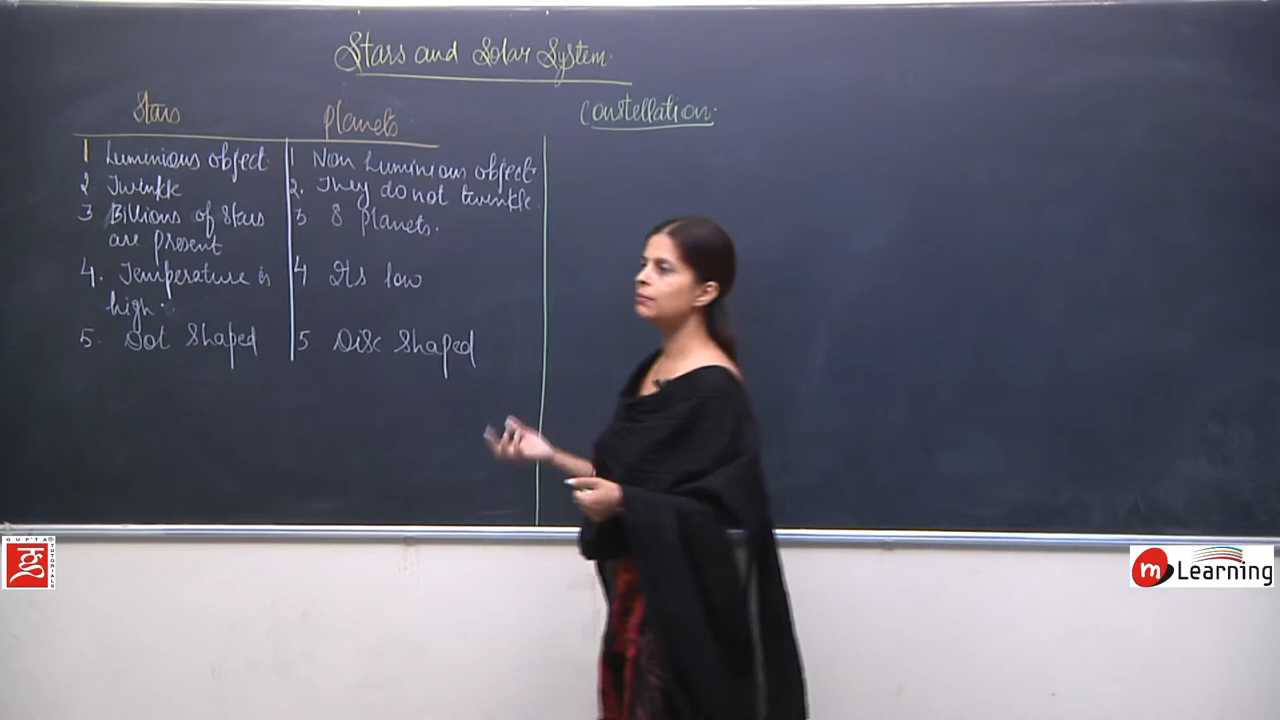 Stars and Solar System.
Stars
Planets
Constellation.
1 Luminious object.
2 Twinkle
3 Billions of Stars
are present
4. Temperature is
high.
5. Dot Shaped
1 Non Luminious object
2. They do not twinkle
3 8 planets.
4 Its low
5 Disc Shaped
GUPTA
TUTORIALS
m Learning